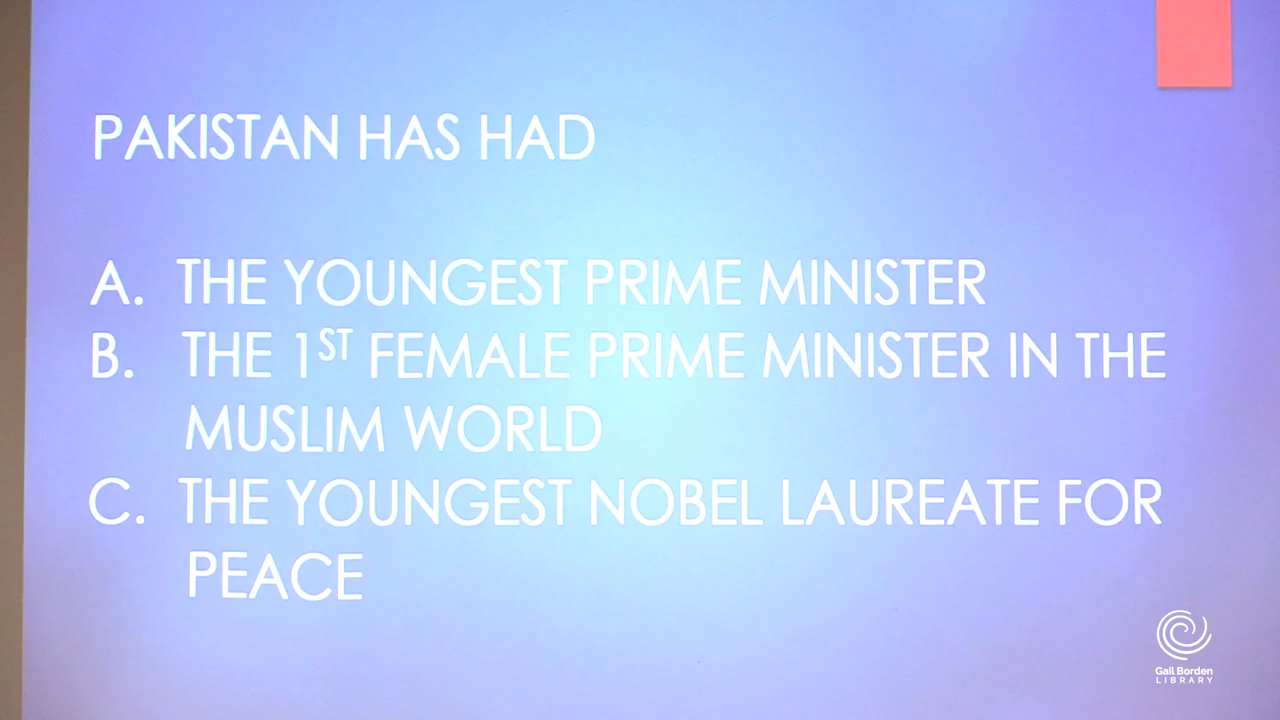 PAKISTAN HAS HAD
A. THE YOUNGEST PRIME MINISTER
B. THE 1ST FEMALE PRIME MINISTER IN THE
MUSLIM WORLD
C. THE YOUNGEST NOBEL LAUREATE FOR
PEACE
Gail Borden
LIBRARY